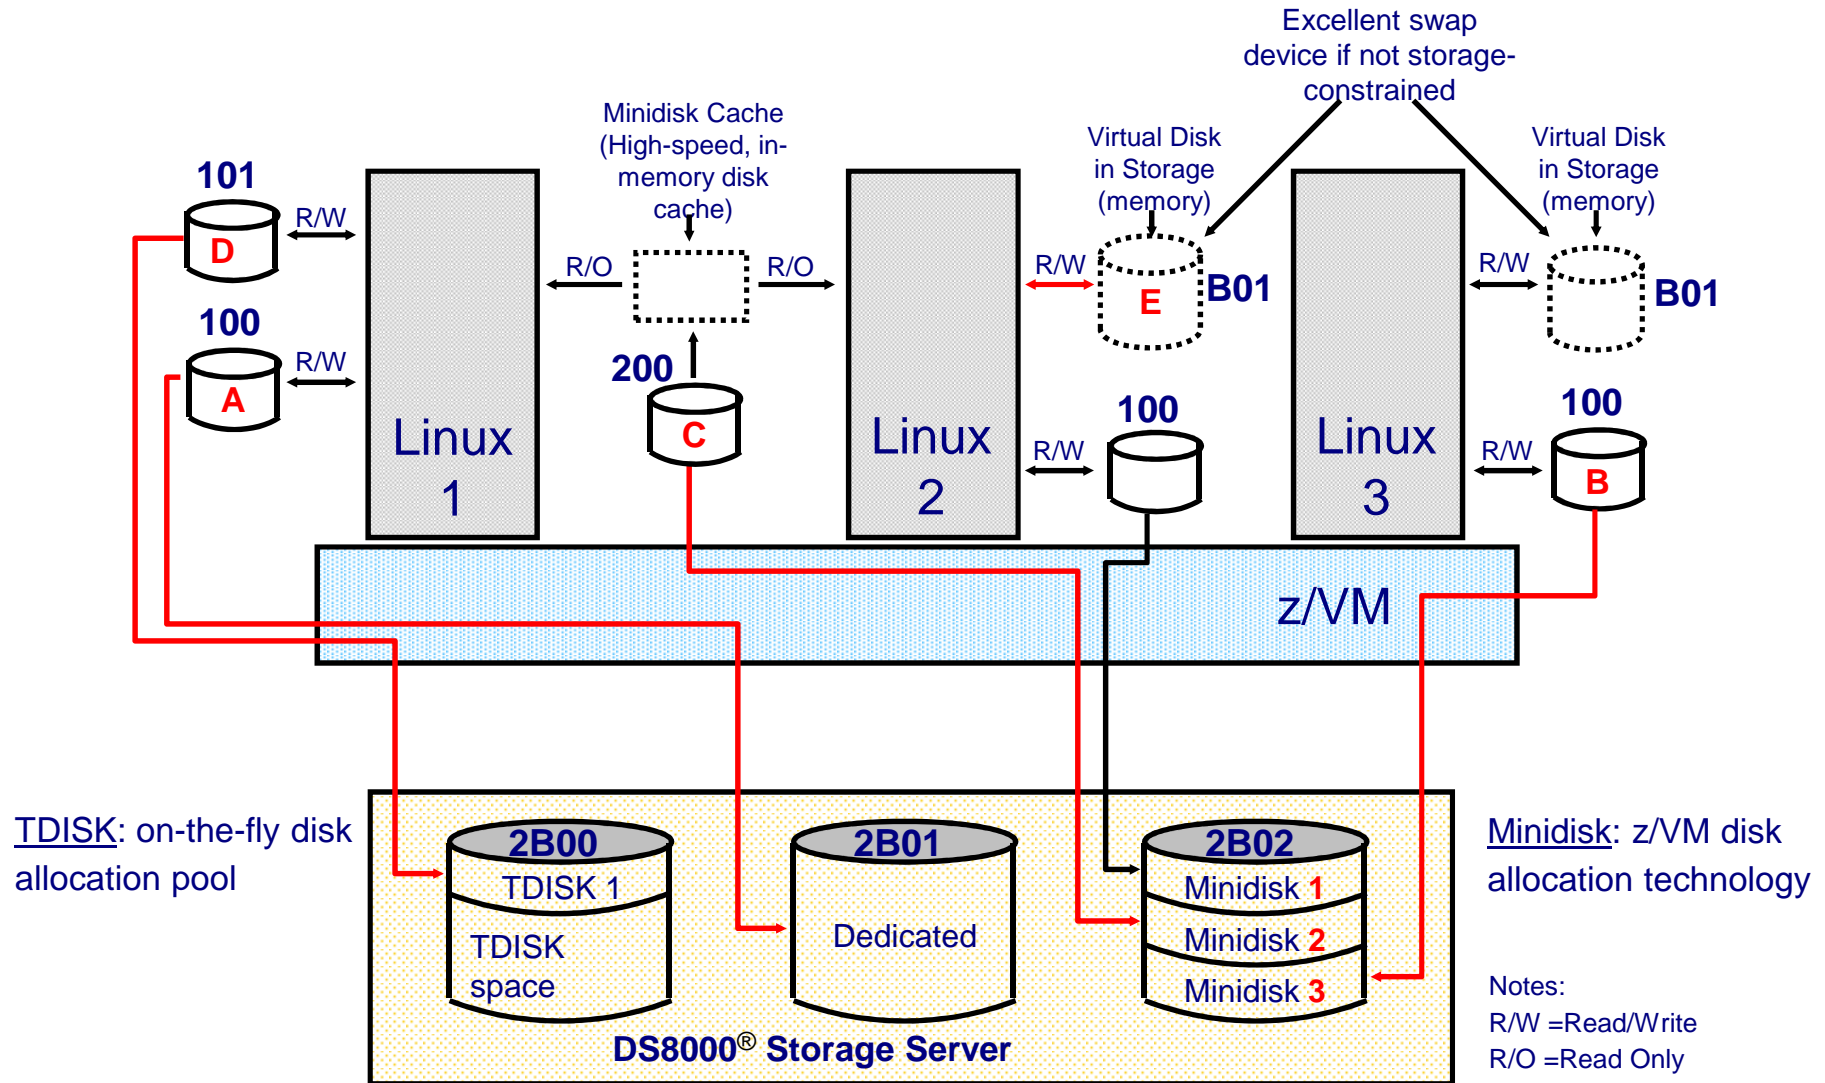 Excellent swap
device if not storage-
constrained
Minidisk Cache
(High-speed, in-
memory disk
cache)
Virtual Disk
in Storage
(memory)
Virtual Disk
in Storage
(memory)
101
R/W
D
R/O
R/O
R/W
E
B01
R/W
B01
100
R/W
A
200
C
100
R/W
100
R/W
B
Linux
1
Linux
2
Linux
3
z/VM
TDISK: on-the-fly disk
allocation pool
2B00
TDISK 1
TDISK
space
2B01
Dedicated
2B02
Minidisk 1
Minidisk 2
Minidisk 3
Minidisk: z/VM disk
allocation technology
DS8000® Storage Server
Notes:
R/W =Read/Write
R/O =Read Only